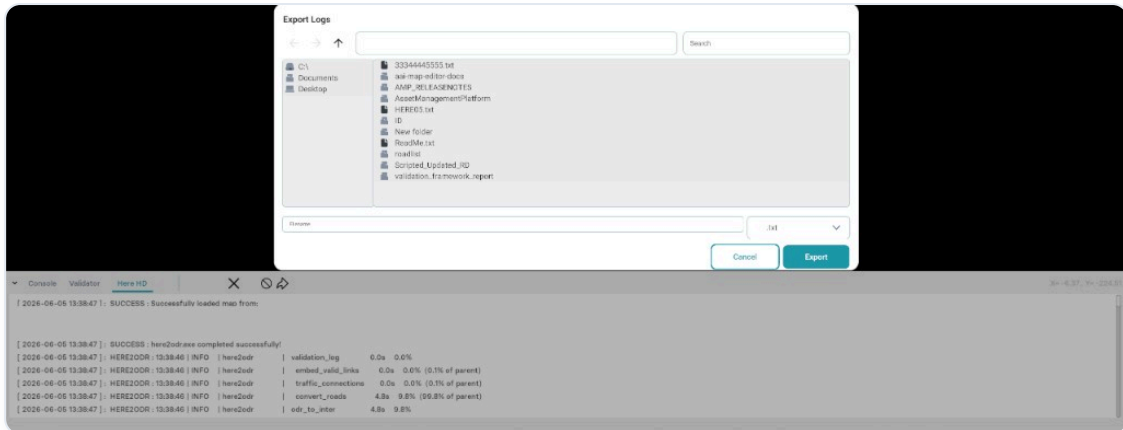 Export Logs
Search
C:\
Documents
Desktop
33344445555.txt
aai-map-editor-docs
AMP_RELEASENOTES
AssetManagementPlatform
HERE03.txt
ID
New folder
ReadMe.txt
roadlist
Scripted_Updated_RD
validation_framework_report
Filename
.txt
Cancel
Export
Console Validator Here HD
[ 2026-06-05 13:38:47 ]: SUCCESS : Successfully loaded map from:
[ 2026-06-05 13:38:47 ]: SUCCESS : here2odr.exe completed successfully!
[ 2026-06-05 13:38:47 ]: HERE2ODR : 13:38:46 | INFO | here2odr | validation_log 0.0s 0.0%
[ 2026-06-05 13:38:47 ]: HERE2ODR : 13:38:46 | INFO | here2odr | embed_valid_links 0.0s 0.0% (0.1% of parent)
[ 2026-06-05 13:38:47 ]: HERE2ODR : 13:38:46 | INFO | here2odr | traffic_connections 0.0s 0.0% (0.1% of parent)
[ 2026-06-05 13:38:47 ]: HERE2ODR : 13:38:46 | INFO | here2odr | convert_roads 4.8s 9.8% (99.8% of parent)
[ 2026-06-05 13:38:47 ]: HERE2ODR : 13:38:46 | INFO | here2odr | odr_to_inter 4.8s 9.8%